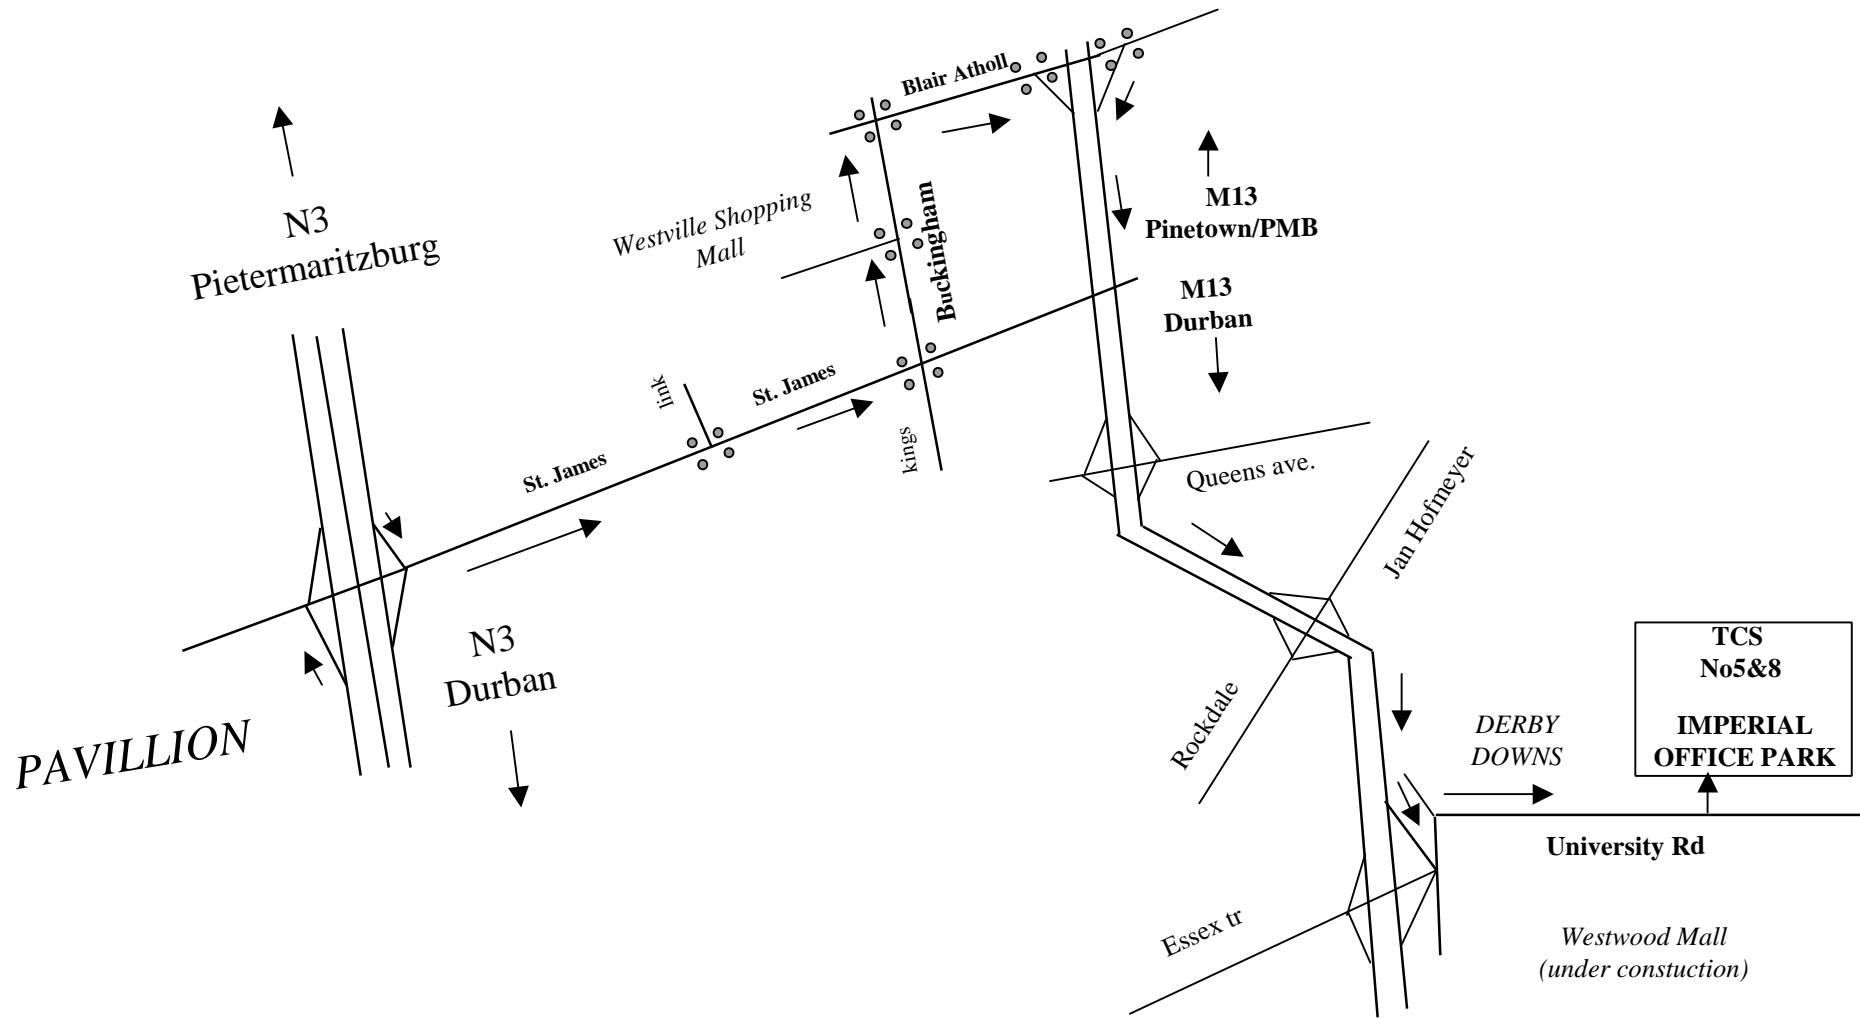 Blair Atholl
N3
Pietermaritzburg
Westville Shopping
Mall
Buckingham
M13
Pinetown/PMB
M13
Durban
link
St. James
St. James
kings
Queens ave.
Jan Hofmeyer
N3
Durban
PAVILLION
Rockdale
DERBY
DOWNS
TCS
No5&8
IMPERIAL
OFFICE PARK
University Rd
Essex tr
Westwood Mall
(under constuction)